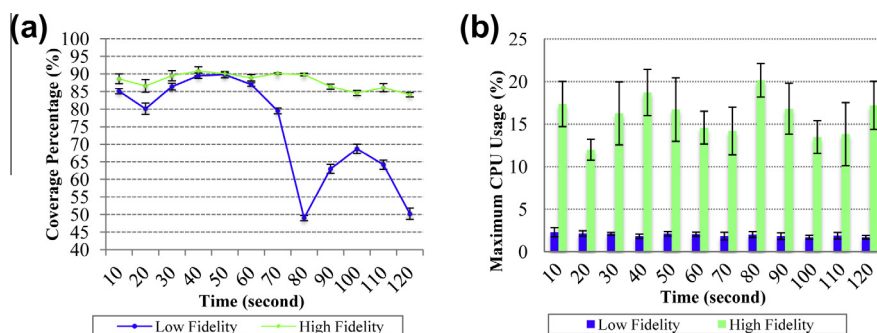 (a)
Coverage Percentage (%)
100
95
90
85
80
75
70
65
60
55
50
45
40
10 20 30 40 50 60 70 80 90 100 110 120
Time (second)
Low Fidelity High Fidelity
(b)
Maximum CPU Usage (%)
25
20
15
10
5
0
10 20 30 40 50 60 70 80 90 100 110 120
Time (second)
Low Fidelity High Fidelity